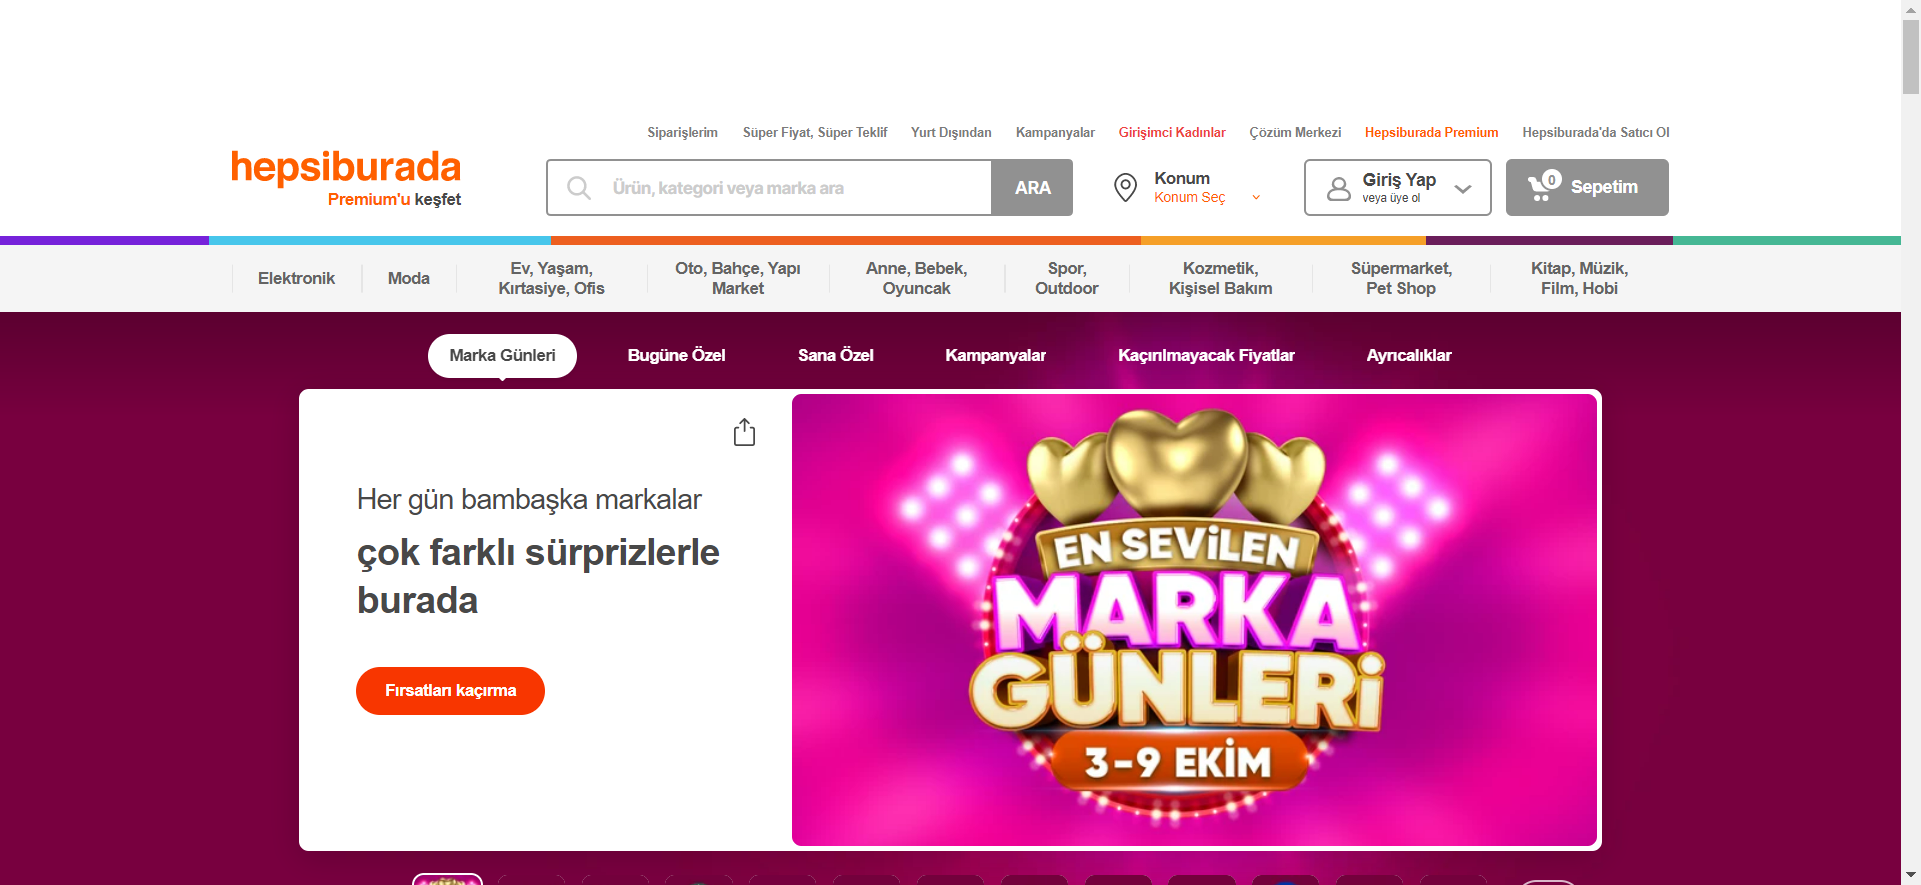 Siparişlerim Süper Fiyat, Süper Teklif Yurt Dışından Kampanyalar Girişimci Kadınlar Çözüm Merkezi Hepsiburada Premium Hepsiburada'da Satıcı Ol
hepsiburada
Premium'u keşfet
Ürün, kategori veya marka ara
ARA
Konum
Konum Seç
Giriş Yap
veya üye ol
0
Sepetim
Elektronik
Moda
Ev, Yaşam,
Kırtasiye, Ofis
Oto, Bahçe, Yapı
Market
Anne, Bebek,
Oyuncak
Spor,
Outdoor
Kozmetik,
Kişisel Bakım
Süpermarket,
Pet Shop
Kitap, Müzik,
Film, Hobi
Marka Günleri Bugüne Özel Sana Özel Kampanyalar Kaçırılmayacak Fiyatlar Ayrıcalıklar
Her gün bambaşka markalar
çok farklı sürprizlerle
burada
Fırsatları kaçırma
EN SEVİLEN
MARKA
GÜNLERİ
3-9 EKİM